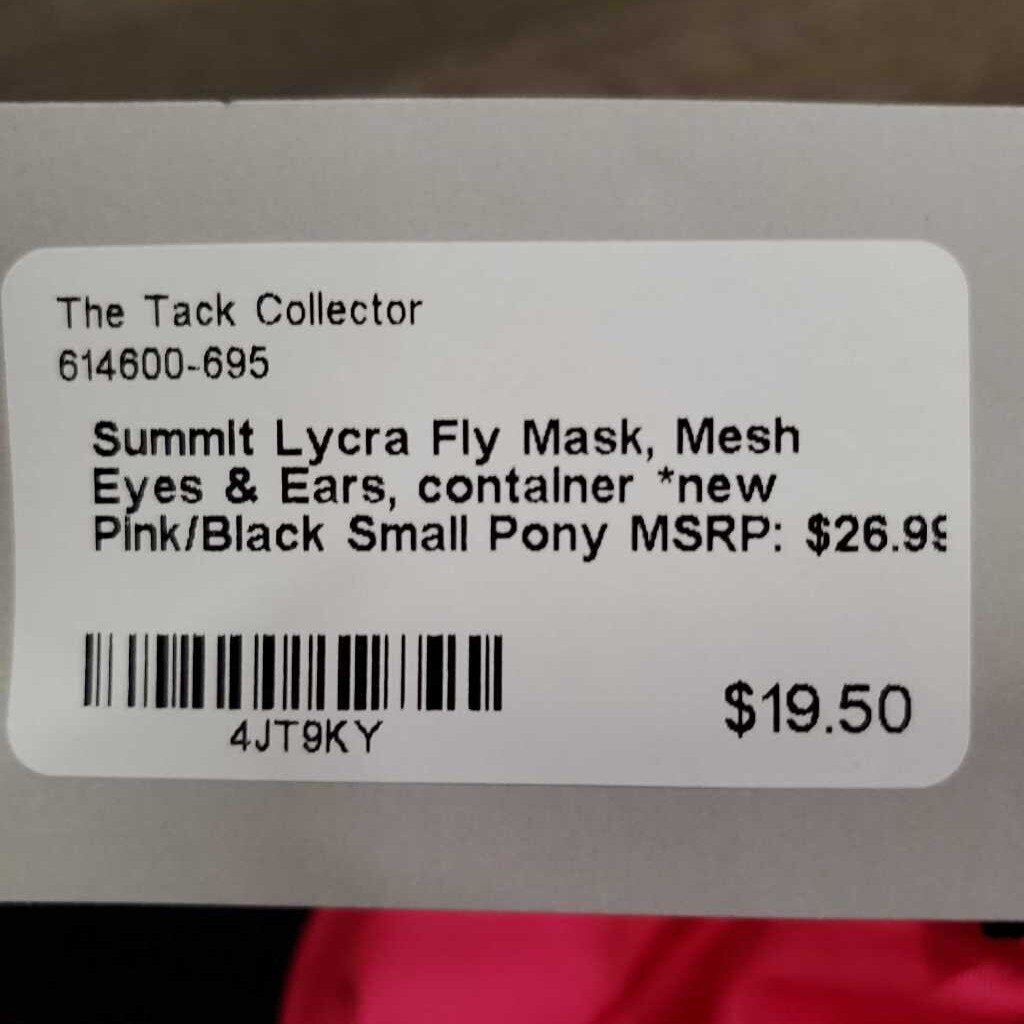 The Tack Collector
614600-695
Summit Lycra Fly Mask, Mesh
Eyes & Ears, container *new
Pink/Black Small Pony MSRP: $26.99
4JT9KY
$19.50